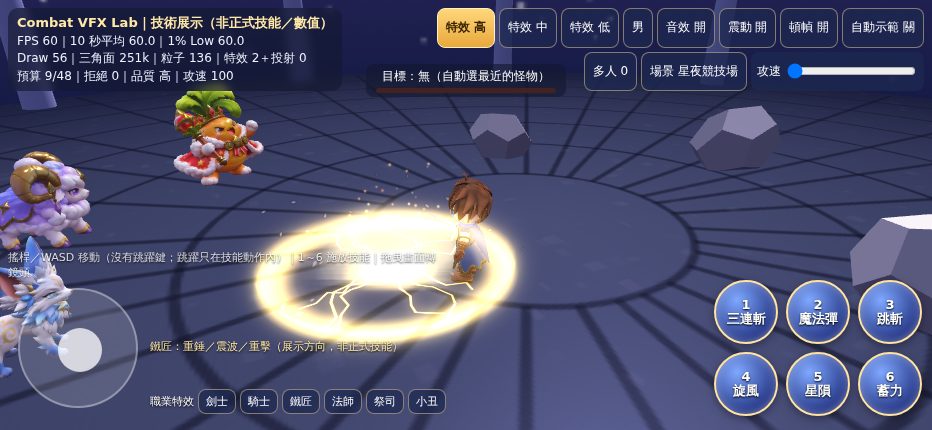 Combat VFX Lab｜技術展示（非正式技能／數值）
FPS 60｜10 秒平均 60.0｜1% Low 60.0
Draw 56｜三角面 251k｜粒子 136｜特效 2＋投射 0
預算 9/48｜拒絕 0｜品質 高｜攻速 100
特效 高
特效 中
特效 低
男
音效 開
震動 開
頓幀 開
自動示範 關
目標：無（自動選最近的怪物）
多人 0
場景 星夜競技場
攻速
搖桿／WASD 移動（沒有跳躍鍵；跳躍只在技能動作內）｜1～6 施放技能｜拖曳畫面轉
鏡頭
鐵匠：重錘／震波／重擊（展示方向，非正式技能）
職業特效
劍士
騎士
鐵匠
法師
祭司
小丑
1
三連斬
2
魔法彈
3
跳斬
4
旋風
5
星隕
6
蓄力